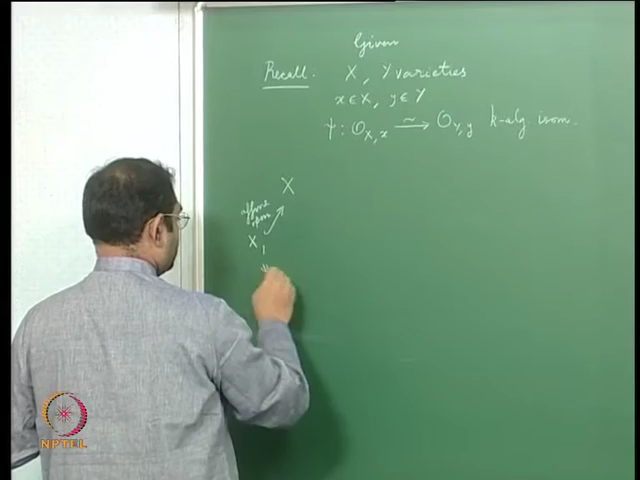 Given
Recall. X, Y varieties
x ∈ X, y ∈ Y
ψ : O_{X,x} ⥲ O_{Y,y} k-alg. isom.
X
affine
open
X_1
NPTEL